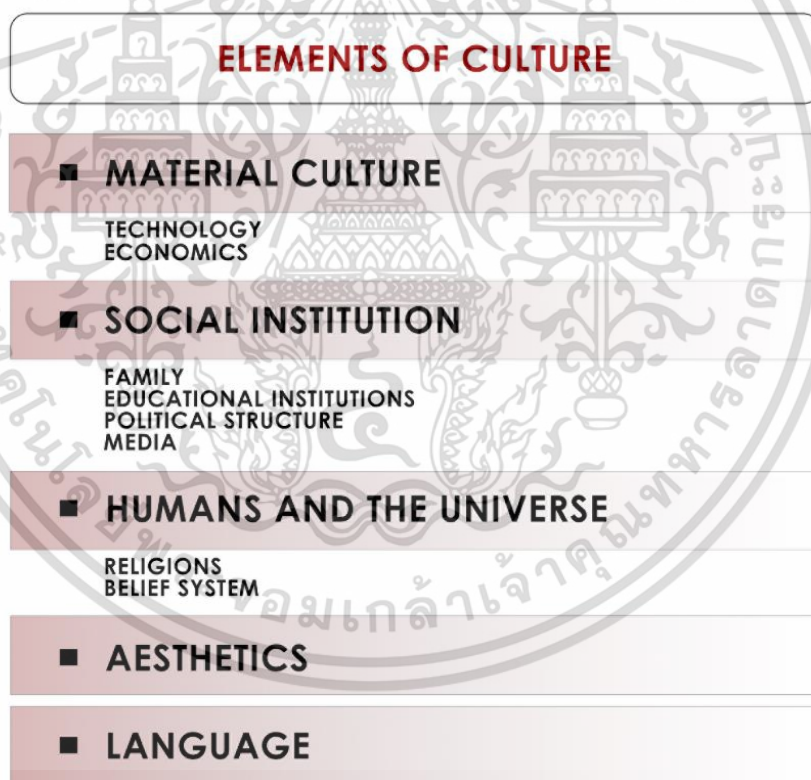 ELEMENTS OF CULTURE
■ MATERIAL CULTURE
TECHNOLOGY
ECONOMICS
■ SOCIAL INSTITUTION
FAMILY
EDUCATIONAL INSTITUTIONS
POLITICAL STRUCTURE
MEDIA
■ HUMANS AND THE UNIVERSE
RELIGIONS
BELIEF SYSTEM
■ AESTHETICS
■ LANGUAGE